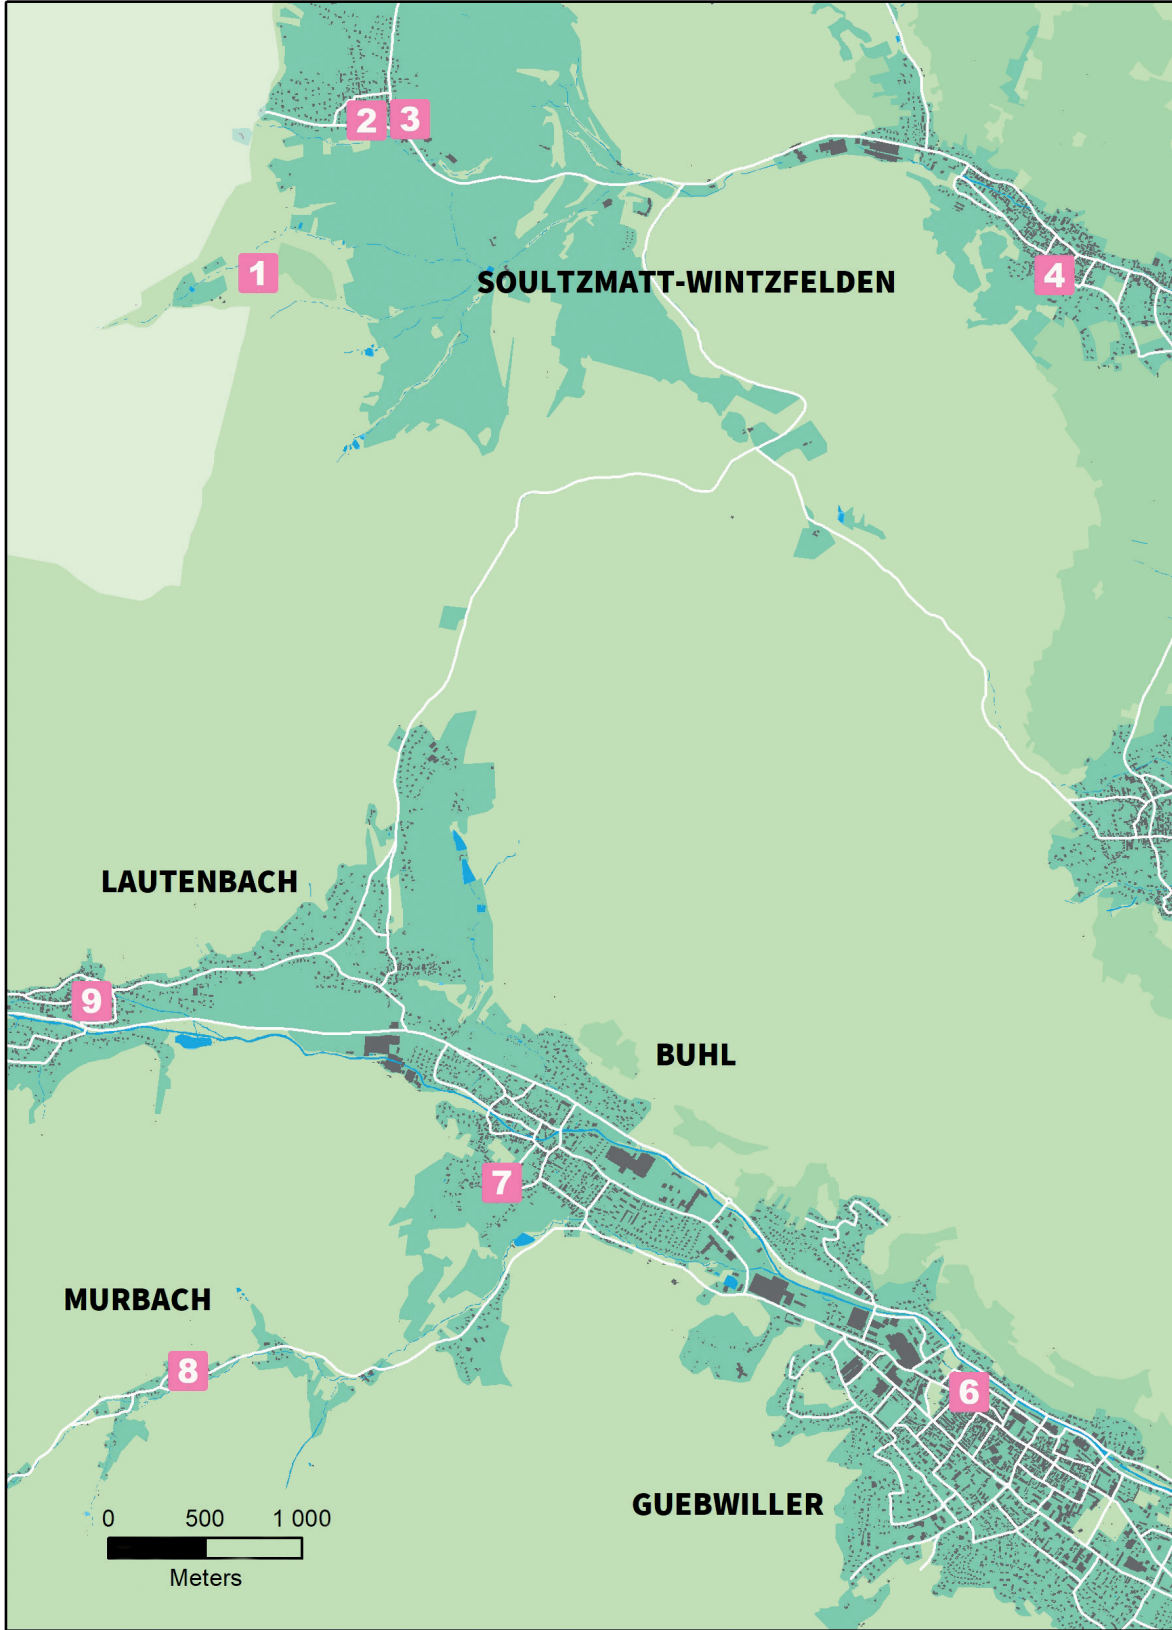 2 3
1
4
SOULTZMATT-WINTZFELDEN
LAUTENBACH
9
BUHL
7
MURBACH
8
6
GUEBWILLER
0 500 1 000
Meters